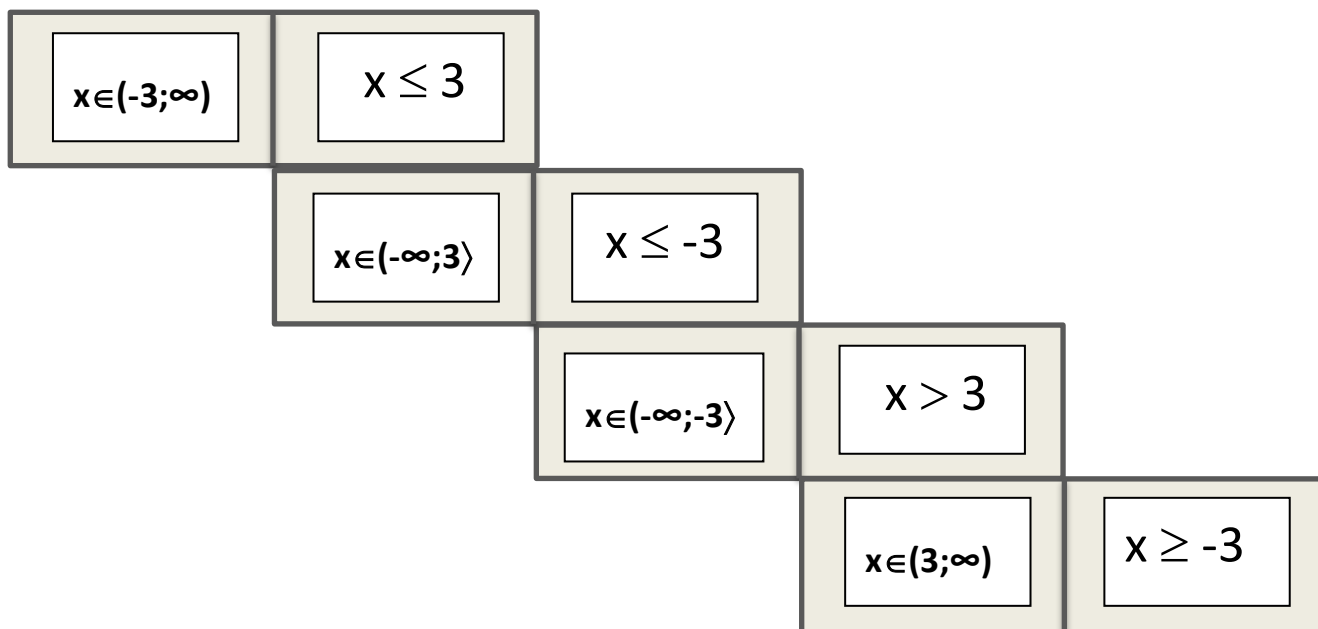 x∈(-3;∞)
x ≤ 3
x∈(-∞;3⟩
x ≤ -3
x∈(-∞;-3⟩
x > 3
x∈(3;∞)
x ≥ -3